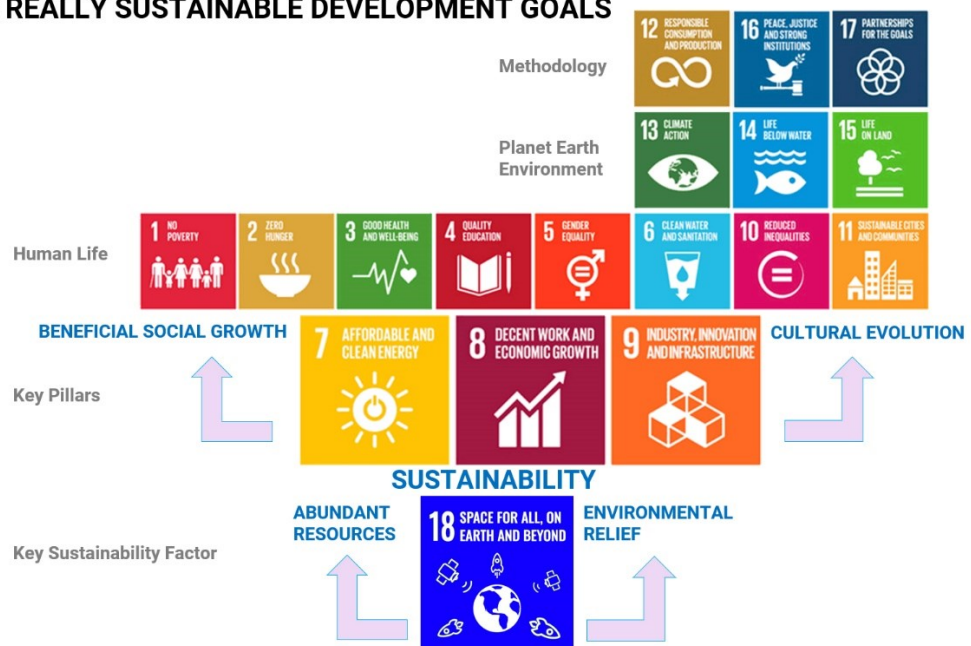 REALLY SUSTAINABLE DEVELOPMENT GOALS
Methodology
12 RESPONSIBLE
CONSUMPTION
AND PRODUCTION
16 PEACE, JUSTICE
AND STRONG
INSTITUTIONS
17 PARTNERSHIPS
FOR THE GOALS
Planet Earth
Environment
13 CLIMATE
ACTION
14 LIFE
BELOW WATER
15 LIFE
ON LAND
Human Life
1 NO
POVERTY
2 ZERO
HUNGER
3 GOOD HEALTH
AND WELL-BEING
4 QUALITY
EDUCATION
5 GENDER
EQUALITY
6 CLEAN WATER
AND SANITATION
10 REDUCED
INEQUALITIES
11 SUSTAINABLE CITIES
AND COMMUNITIES
BENEFICIAL SOCIAL GROWTH
7 AFFORDABLE AND
CLEAN ENERGY
8 DECENT WORK AND
ECONOMIC GROWTH
9 INDUSTRY, INNOVATION
AND INFRASTRUCTURE
CULTURAL EVOLUTION
Key Pillars
SUSTAINABILITY
ABUNDANT
RESOURCES
18 SPACE FOR ALL, ON
EARTH AND BEYOND
ENVIRONMENTAL
RELIEF
Key Sustainability Factor